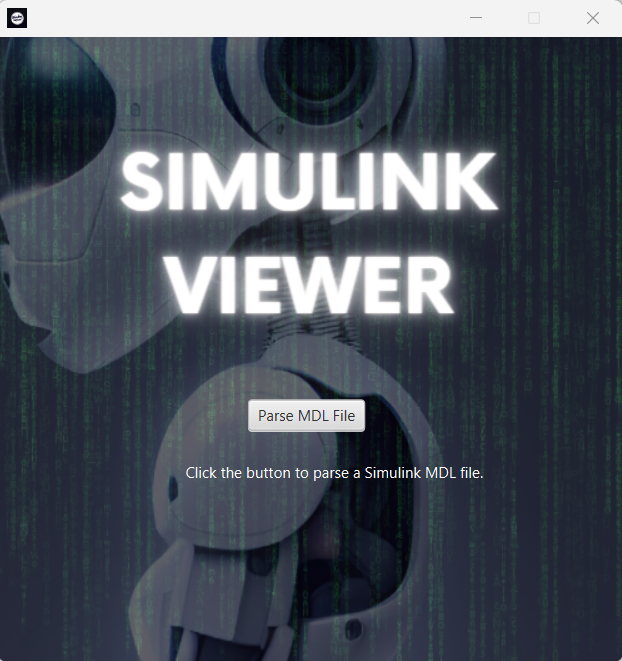 SIMULINK
VIEWER
Parse MDL File
Click the button to parse a Simulink MDL file.